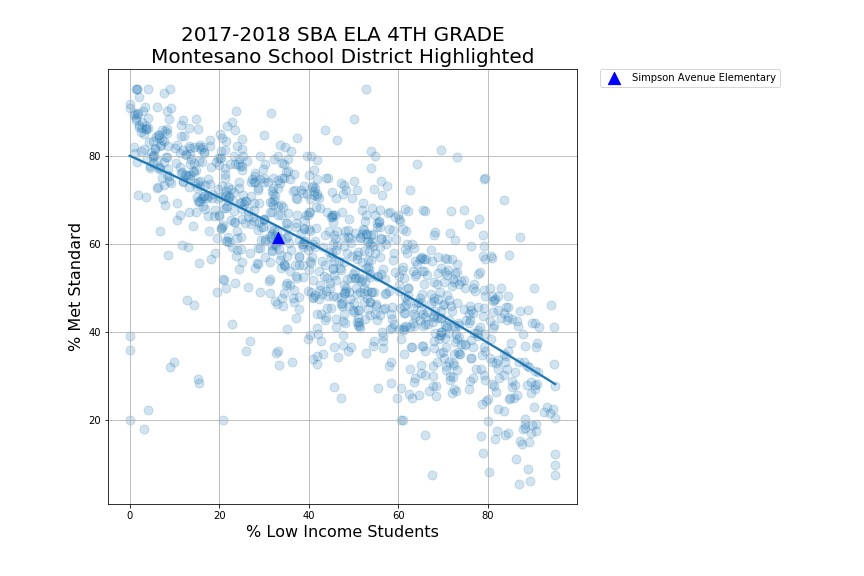 2017-2018 SBA ELA 4TH GRADE
Montesano School District Highlighted
Simpson Avenue Elementary
% Met Standard
80
60
40
20
0 20 40 60 80
% Low Income Students